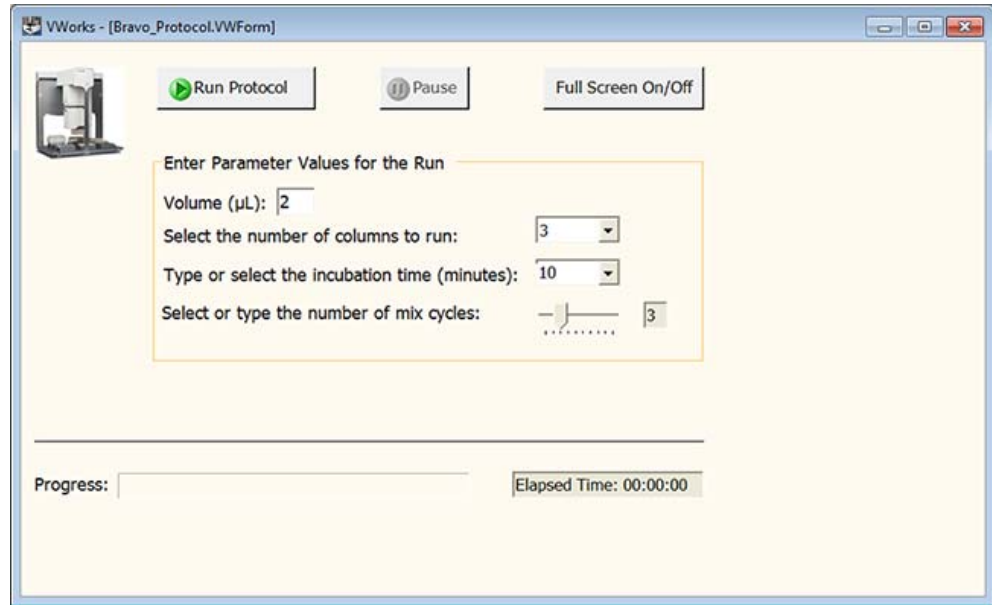 VWorks - [Bravo_Protocol.VWForm]
Run Protocol
Pause
Full Screen On/Off
Enter Parameter Values for the Run
Volume (µL): 2
Select the number of columns to run: 3
Type or select the incubation time (minutes): 10
Select or type the number of mix cycles: 3
Progress:
Elapsed Time: 00:00:00